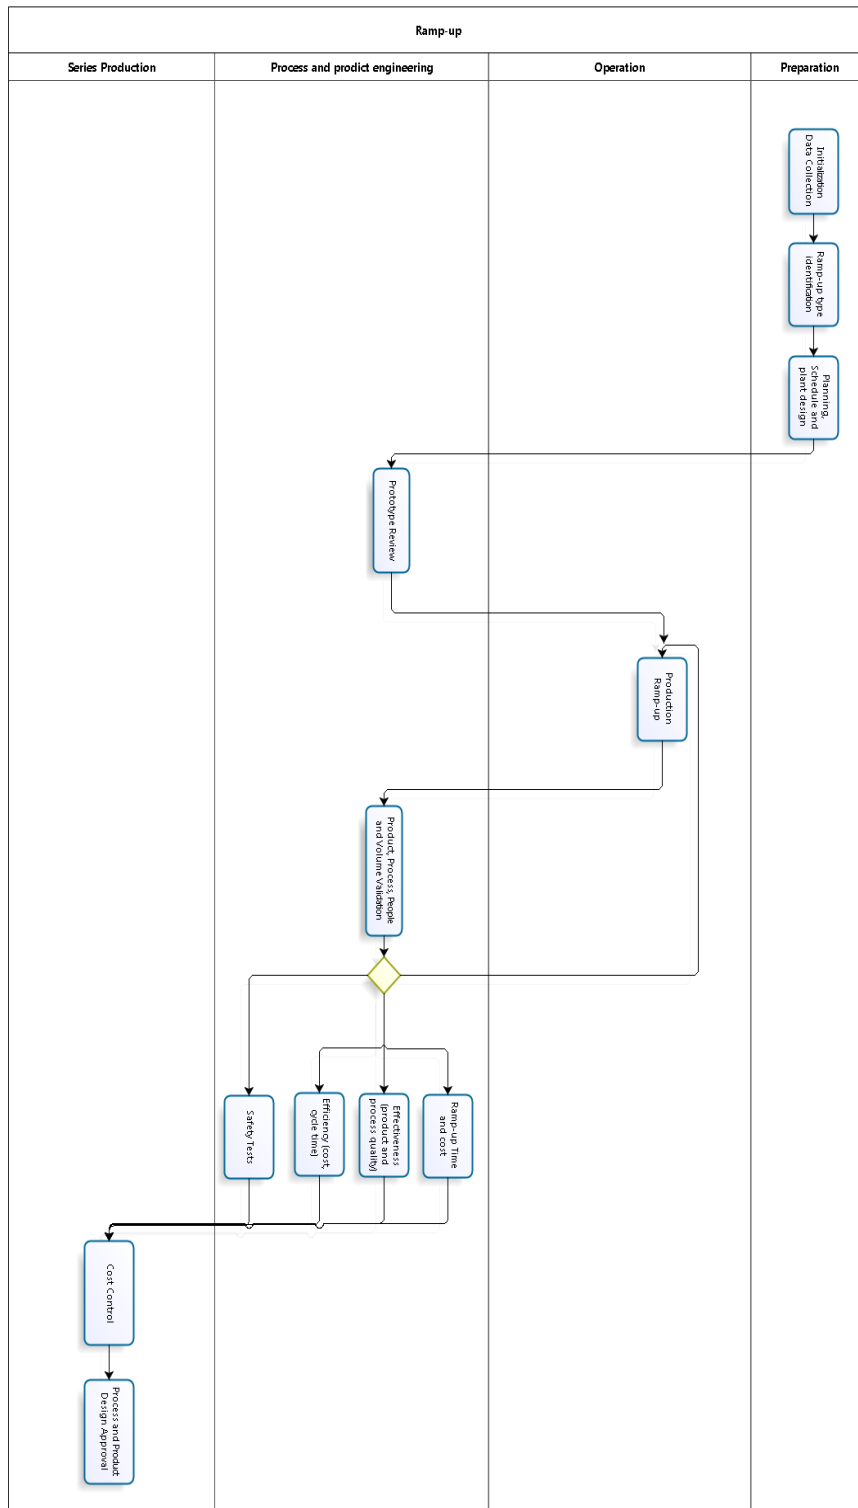 Ramp-up
Series Production
Process and prodict engineering
Operation
Preparation
Initialization
Data Collection
Ramp-up type
identification
Planning,
Schedule and
plant design
Prototype Review
Production
Ramp-up
Product, Process, People
and Volume Validation
Safety Tests
Efficiency (cost,
cycle time)
Effectiveness
(product and
process quality)
Ramp-up Time
and cost
Cost Control
Process and Product
Design Approval